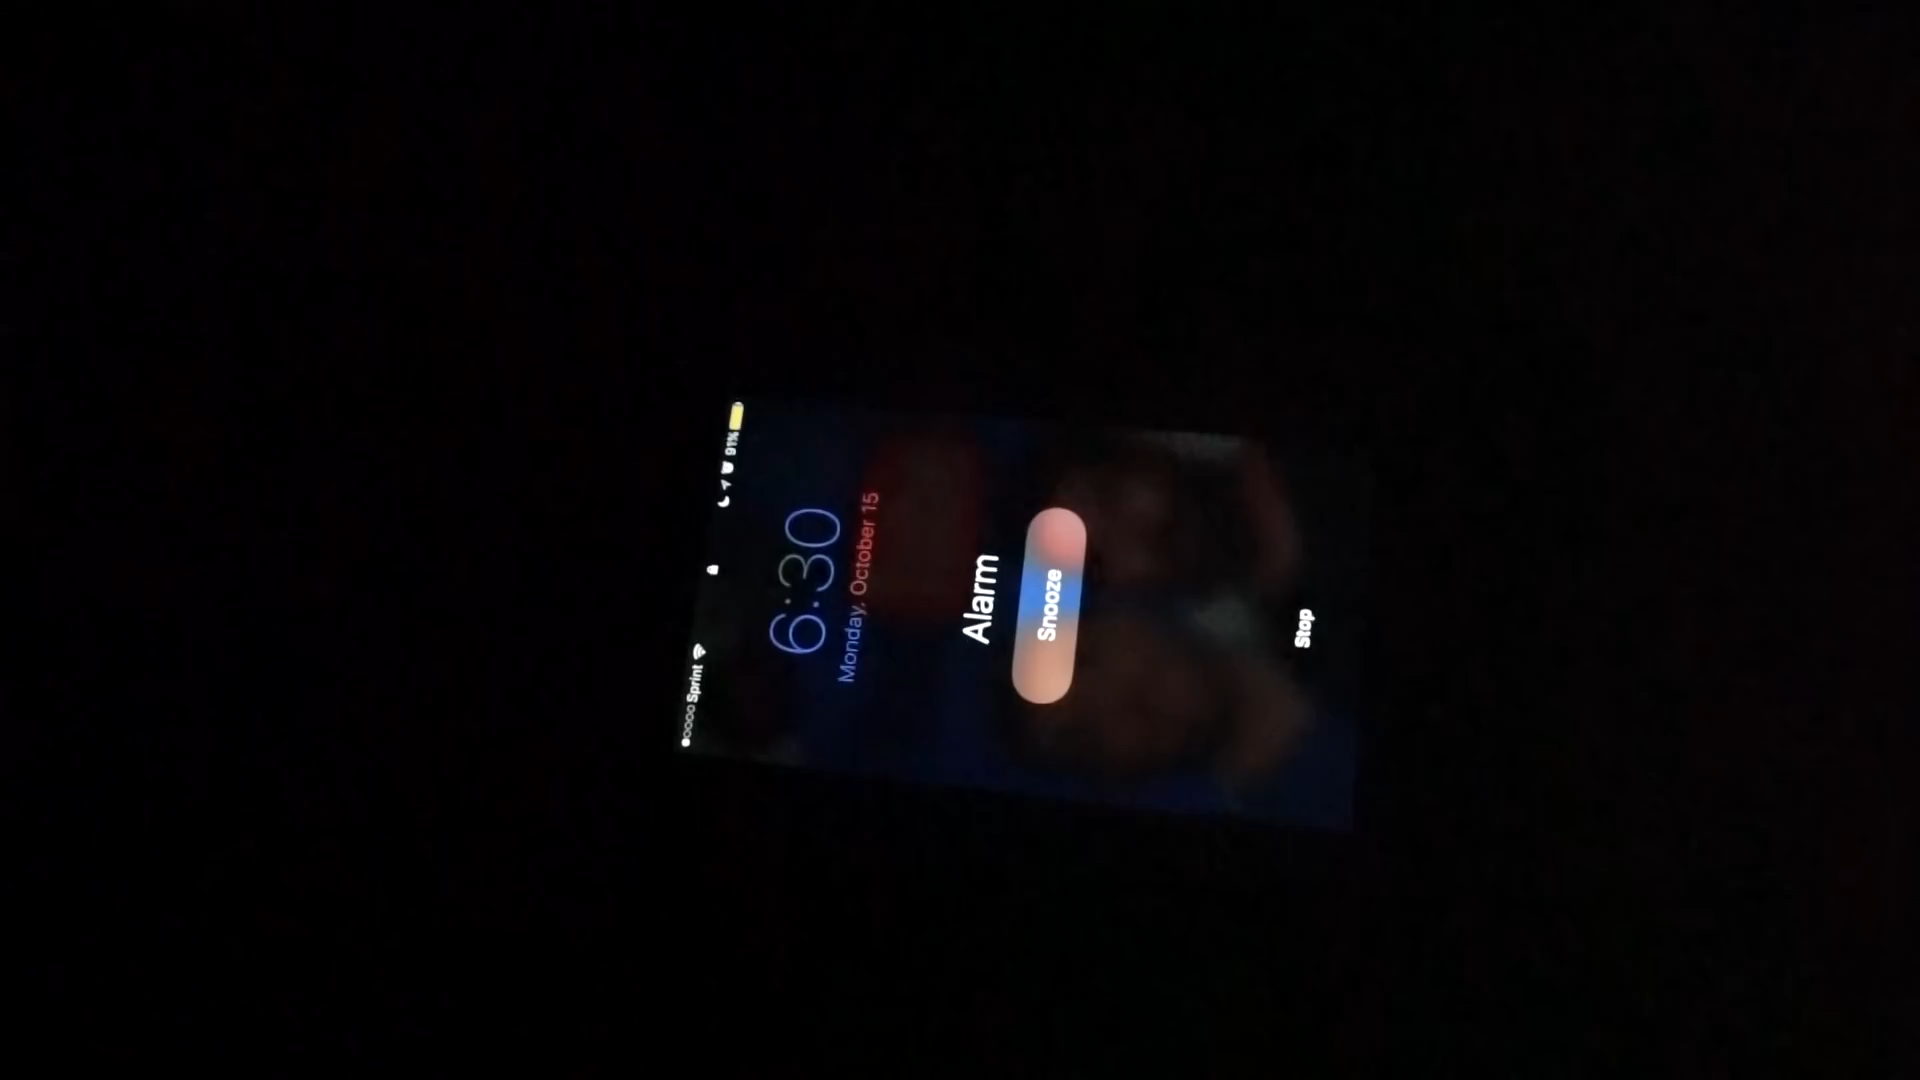 Sprint 91%
6:30
Monday, October 15
Alarm
Snooze
Stop